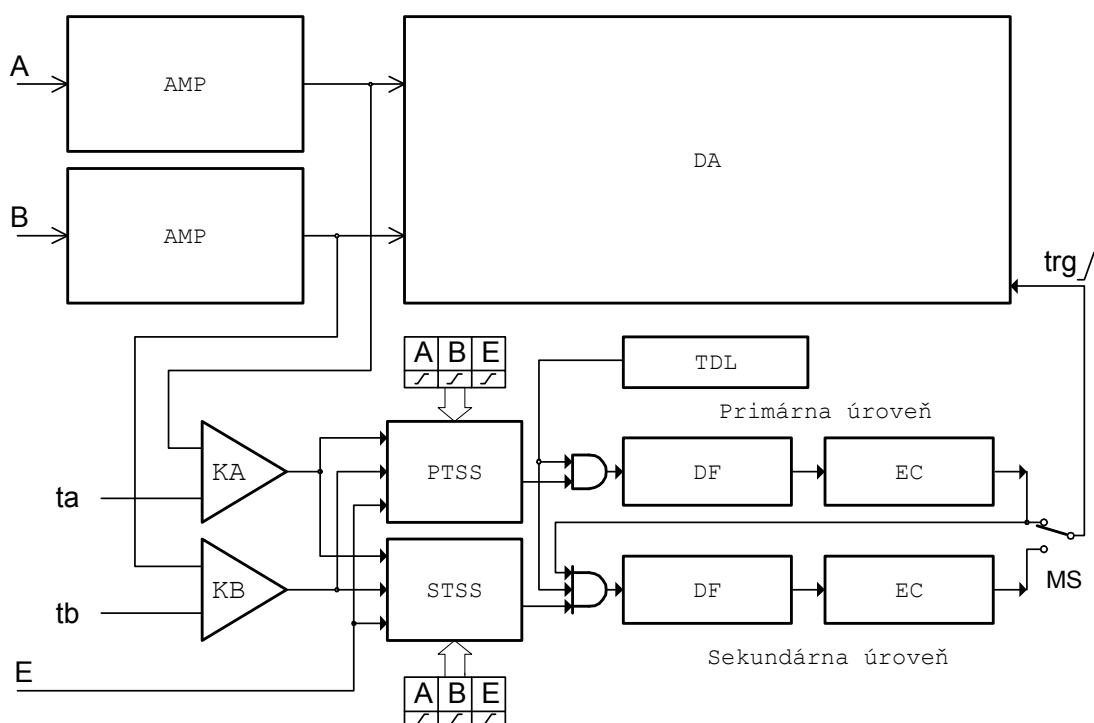 A
AMP
DA
B
AMP
trg
A B E
TDL
Primárna úroveň
KA
PTSS
DF
EC
ta
KB
STSS
DF
EC
MS
tb
Sekundárna úroveň
E
A B E